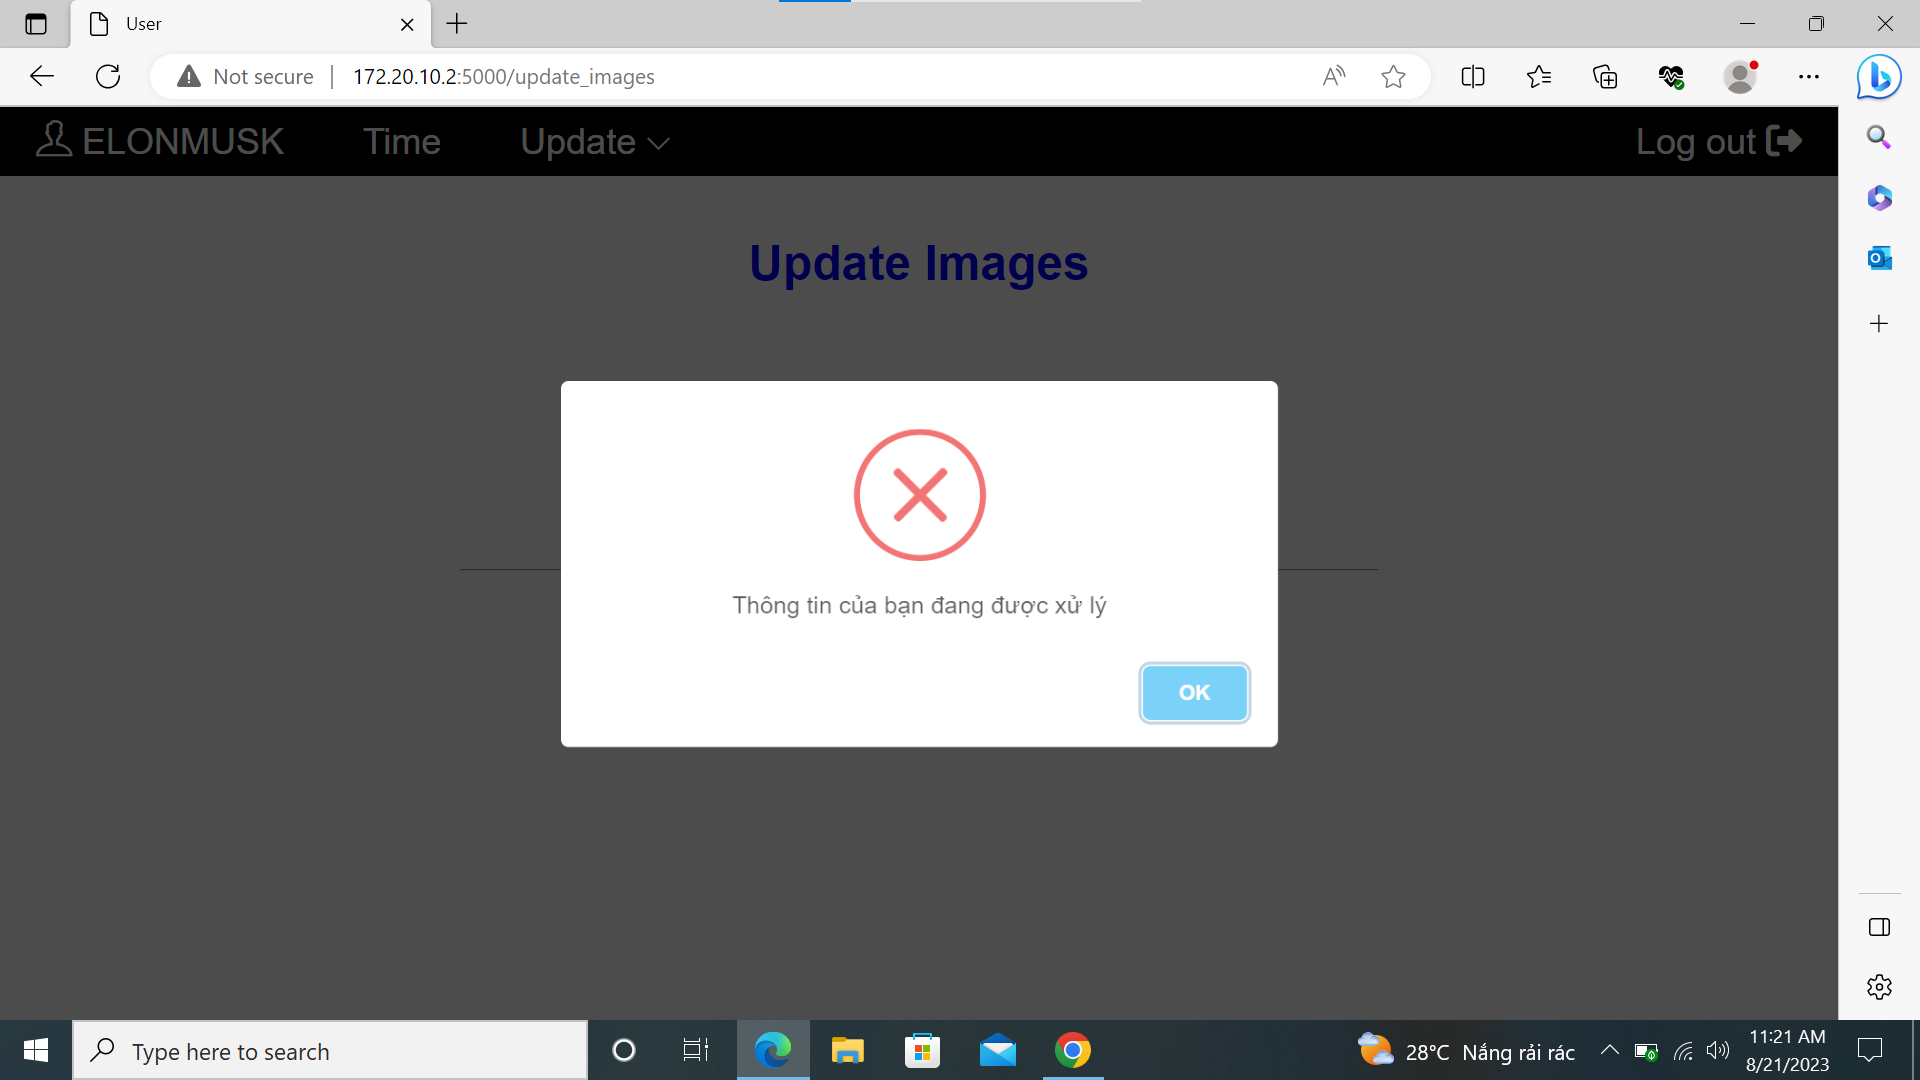 User
Not secure
172.20.10.2:5000/update_images
ELONMUSK
Time
Update
Log out
Update Images
Thông tin của bạn đang được xử lý
OK
Type here to search
28°C Nắng rải rác
11:21 AM
8/21/2023